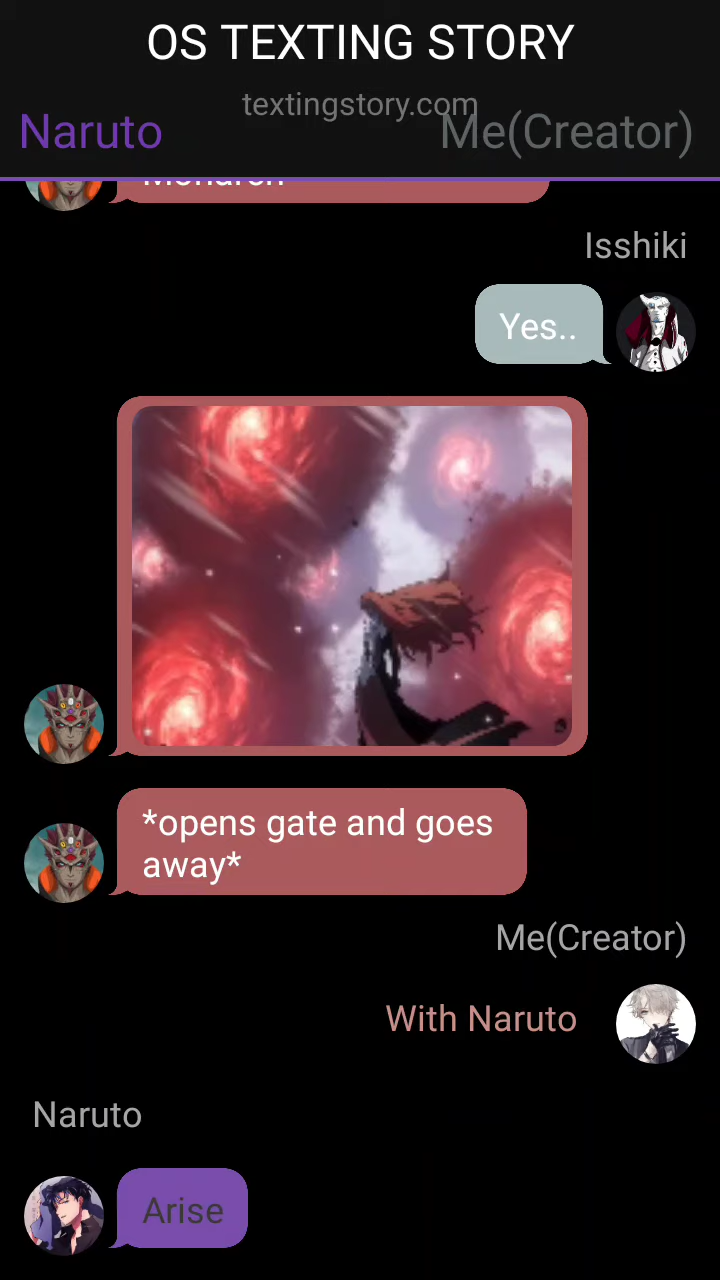 OS TEXTING STORY
textingstory.com
Naruto
Me(Creator)
Monarch
Isshiki
Yes..
*opens gate and goes
away*
Me(Creator)
With Naruto
Naruto
Arise